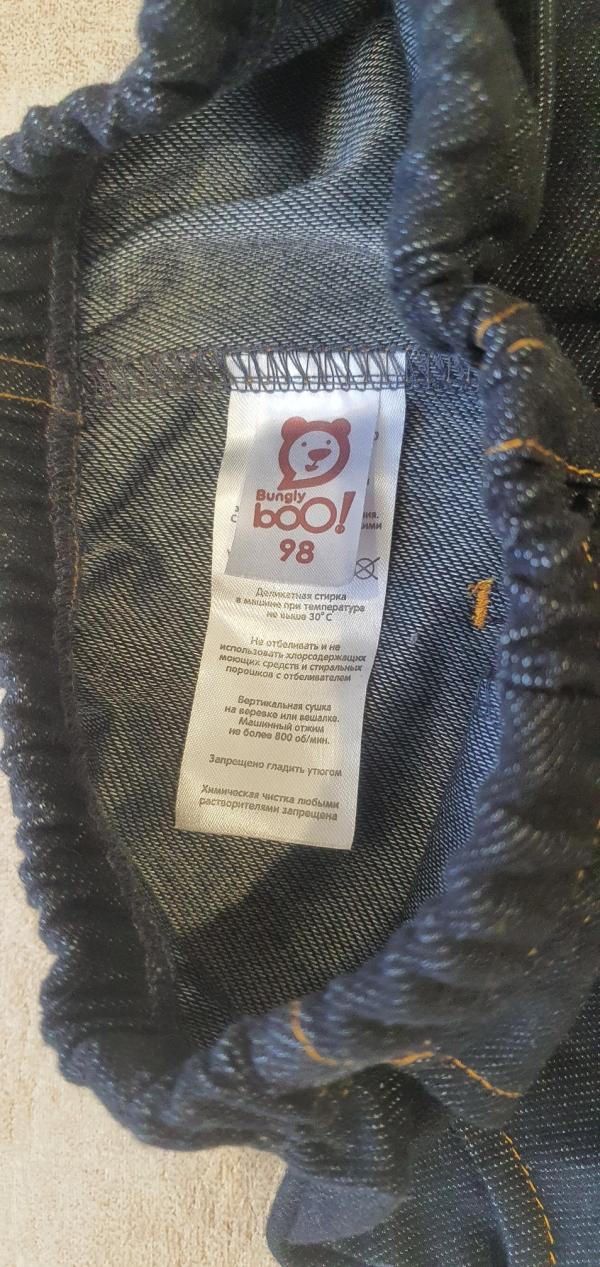 Bungly
boo!
98
Деликатная стирка
в машине при температуре
не выше 30°С
Не отбеливать и не
использовать хлорсодержащих
моющих средств и стиральных
порошков с отбеливателем
Вертикальная сушка
на веревке или вешалке.
Машинный отжим
не более 800 об/мин.
Запрещено гладить утюгом
Химическая чистка любыми
растворителями запрещена